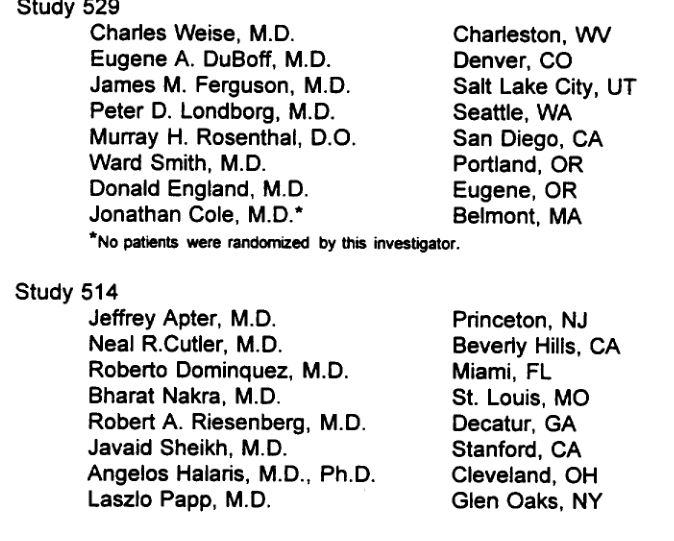 Study 529
Charles Weise, M.D. Charleston, WV
Eugene A. DuBoff, M.D. Denver, CO
James M. Ferguson, M.D. Salt Lake City, UT
Peter D. Londborg, M.D. Seattle, WA
Murray H. Rosenthal, D.O. San Diego, CA
Ward Smith, M.D. Portland, OR
Donald England, M.D. Eugene, OR
Jonathan Cole, M.D.* Belmont, MA
*No patients were randomized by this investigator.
Study 514
Jeffrey Apter, M.D. Princeton, NJ
Neal R.Cutler, M.D. Beverly Hills, CA
Roberto Dominquez, M.D. Miami, FL
Bharat Nakra, M.D. St. Louis, MO
Robert A. Riesenberg, M.D. Decatur, GA
Javaid Sheikh, M.D. Stanford, CA
Angelos Halaris, M.D., Ph.D. Cleveland, OH
Laszlo Papp, M.D. Glen Oaks, NY